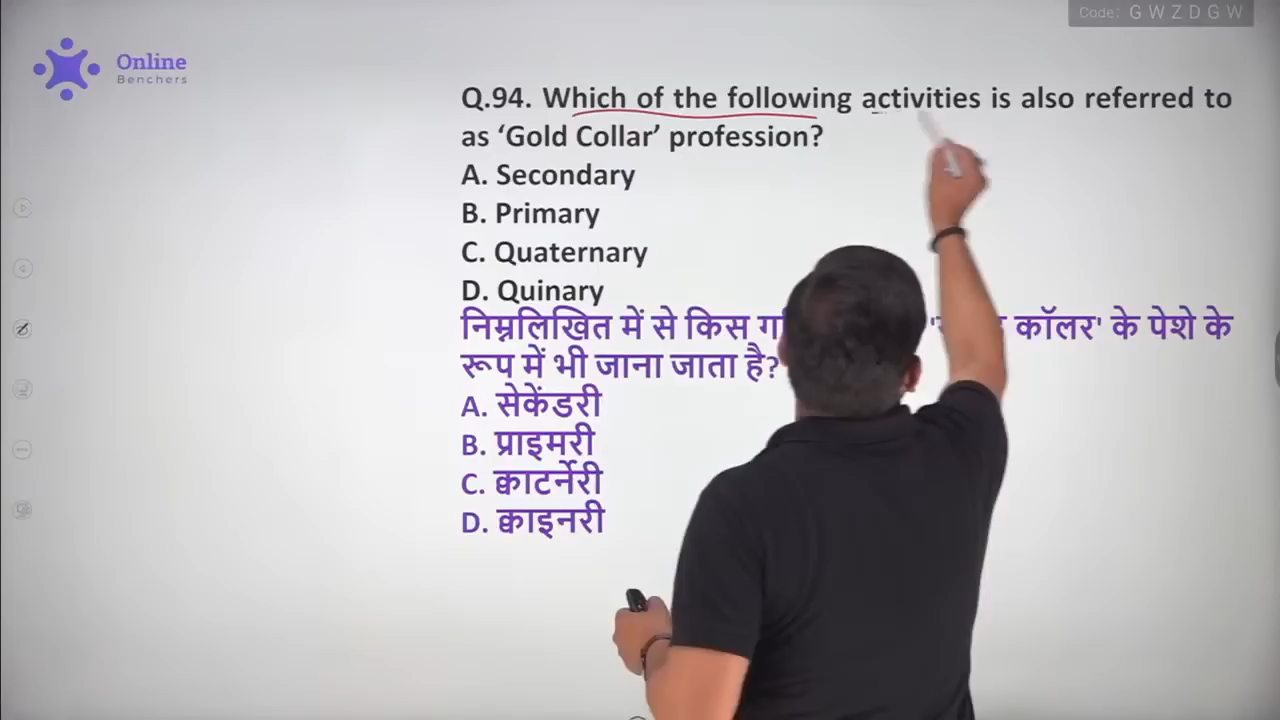 Code: G W Z D G W
Online
Benchers
Q.94. Which of the following activities is also referred to
as ‘Gold Collar’ profession?
A. Secondary
B. Primary
C. Quaternary
D. Quinary
निम्नलिखित में से किस कॉलर' के पेशे के
रूप में भी जाना जाता है?
A. सेकेंडरी
B. प्राइमरी
C. क्वाटर्नेरी
D. क्वाइनरी